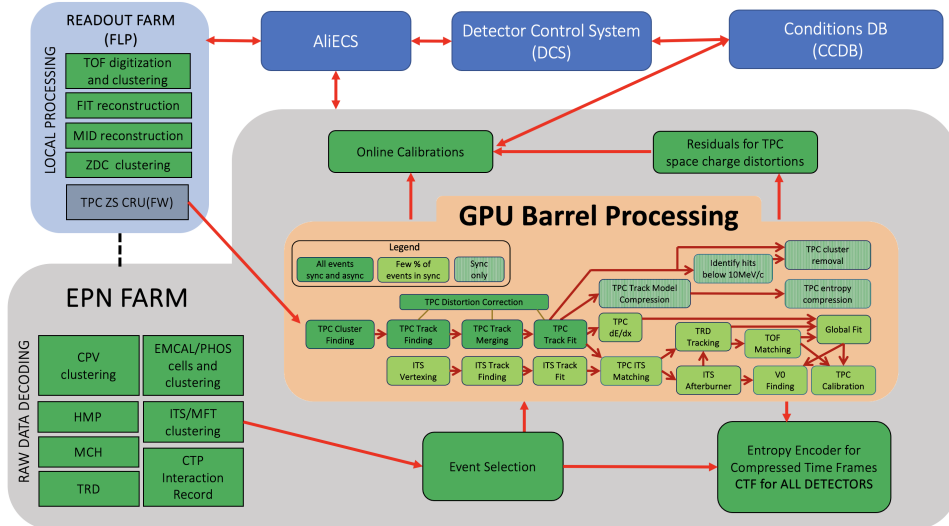 READOUT FARM
(FLP)
LOCAL PROCESSING
TOF digitization
and clustering
FIT reconstruction
MID reconstruction
ZDC clustering
TPC ZS CRU(FW)
AliECS
Detector Control System
(DCS)
Conditions DB
(CCDB)
Online Calibrations
Residuals for TPC
space charge distortions
GPU Barrel Processing
Legend
All events
sync and async
Few % of
events in sync
Sync
only
Identify hits
below 10MeV/c
TPC cluster
removal
TPC Track Model
Compression
TPC entropy
compression
TPC Distortion Correction
TPC Cluster
Finding
TPC Track
Finding
TPC Track
Merging
TPC
Track Fit
TPC
dE/dx
TRD
Tracking
TOF
Matching
Global Fit
ITS
Vertexing
ITS Track
Finding
ITS Track
Fit
TPC ITS
Matching
ITS
Afterburner
V0
Finding
TPC
Calibration
EPN FARM
RAW DATA DECODING
CPV
clustering
EMCAL/PHOS
cells and
clustering
HMP
ITS/MFT
clustering
MCH
TRD
CTP
Interaction
Record
Event Selection
Entropy Encoder for
Compressed Time Frames
CTF for ALL DETECTORS